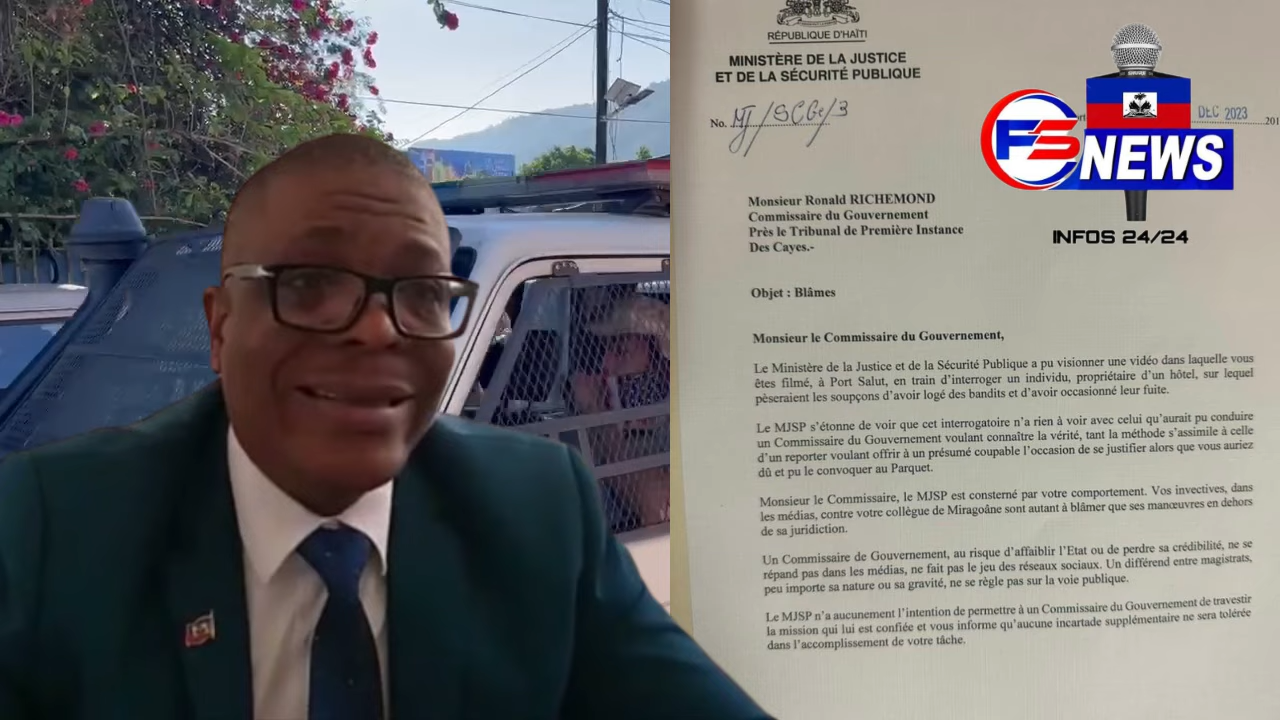 RÉPUBLIQUE D'HAÏTI
MINISTÈRE DE LA JUSTICE
ET DE LA SÉCURITÉ PUBLIQUE
No. MJ/SCGe/3
DEC 2023
201
FS NEWS
INFOS 24/24
Monsieur Ronald RICHEMOND
Commissaire du Gouvernement
Près le Tribunal de Première Instance
Des Cayes.-
Objet : Blâmes
Monsieur le Commissaire du Gouvernement,
Le Ministère de la Justice et de la Sécurité Publique a pu visionner une vidéo dans laquelle vous
êtes filmé, à Port Salut, en train d'interroger un individu, propriétaire d'un hôtel, sur lequel
pèseraient les soupçons d'avoir logé des bandits et d'avoir occasionné leur fuite.
Le MJSP s'étonne de voir que cet interrogatoire n'a rien à voir avec celui qu'aurait pu conduire
un Commissaire du Gouvernement voulant connaître la vérité, tant la méthode s'assimile à celle
d'un reporter voulant offrir à un présumé coupable l'occasion de se justifier alors que vous auriez
dû et pu le convoquer au Parquet.
Monsieur le Commissaire, le MJSP est consterné par votre comportement. Vos invectives, dans
les médias, contre votre collègue de Miragoâne sont autant à blâmer que ses manœuvres en dehors
de sa juridiction.
Un Commissaire de Gouvernement, au risque d'affaiblir l'Etat ou de perdre sa crédibilité, ne se
répand pas dans les médias, ne fait pas le jeu des réseaux sociaux. Un différend entre magistrats,
peu importe sa nature ou sa gravité, ne se règle pas sur la voie publique.
Le MJSP n'a aucunement l'intention de permettre à un Commissaire du Gouvernement de travestir
la mission qui lui est confiée et vous informe qu'aucune incartade supplémentaire ne sera tolérée
dans l'accomplissement de votre tâche.